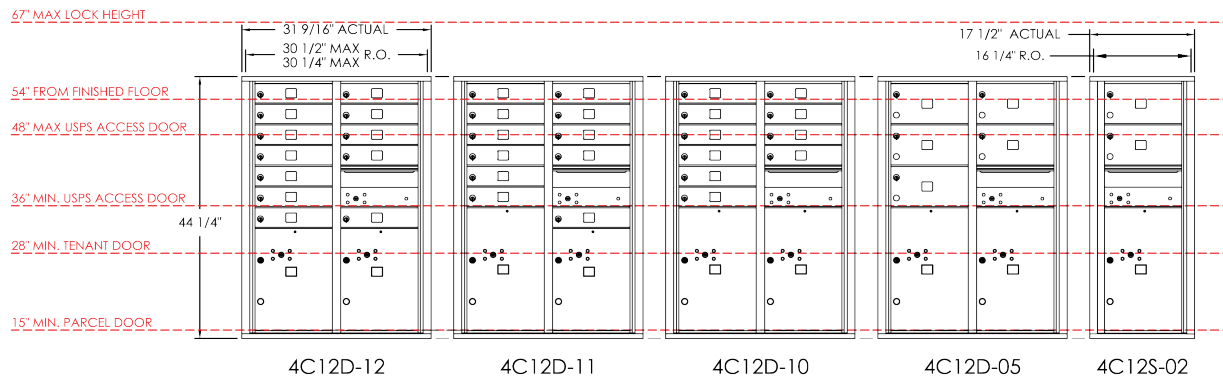 67" MAX LOCK HEIGHT
31 9/16" ACTUAL
17 1/2" ACTUAL
30 1/2" MAX
30 1/4" MAX R.O.
16 1/4" R.O.
54" FROM FINISHED FLOOR
48" MAX USPS ACCESS DOOR
36" MIN. USPS ACCESS DOOR
44 1/4"
28" MIN. TENANT DOOR
15" MIN. PARCEL DOOR
4C12D-12
4C12D-11
4C12D-10
4C12D-05
4C12S-02